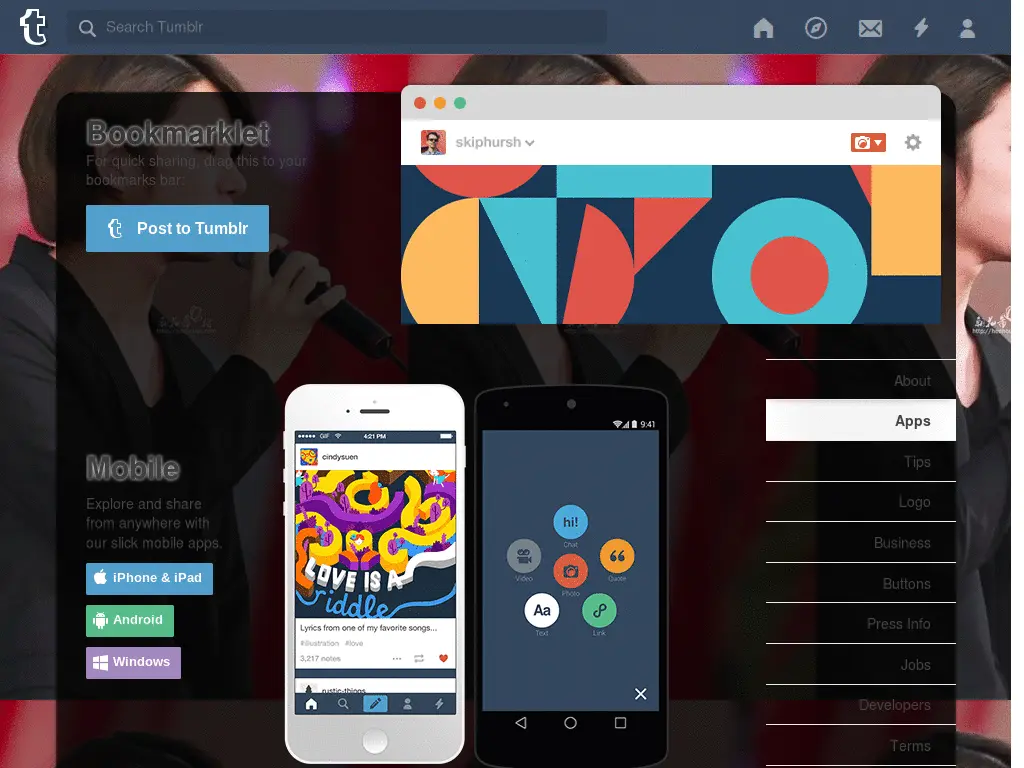 Search Tumblr
Bookmarklet
For quick sharing, drag this to your
bookmarks bar:
Post to Tumblr
skiphursh
About
Apps
Tips
Logo
Business
Buttons
Press Info
Jobs
Developers
Terms
Mobile
Explore and share
from anywhere with
our slick mobile apps.
iPhone & iPad
Android
Windows
GIF 4:21 PM
cindysuen
LOVE IS A
riddle
Lyrics from one of my favorite songs...
#illustration #love
3,217 notes
rustic-things
9:41
hi!
Chat
Video
Quote
Photo
Aa
Text
Link